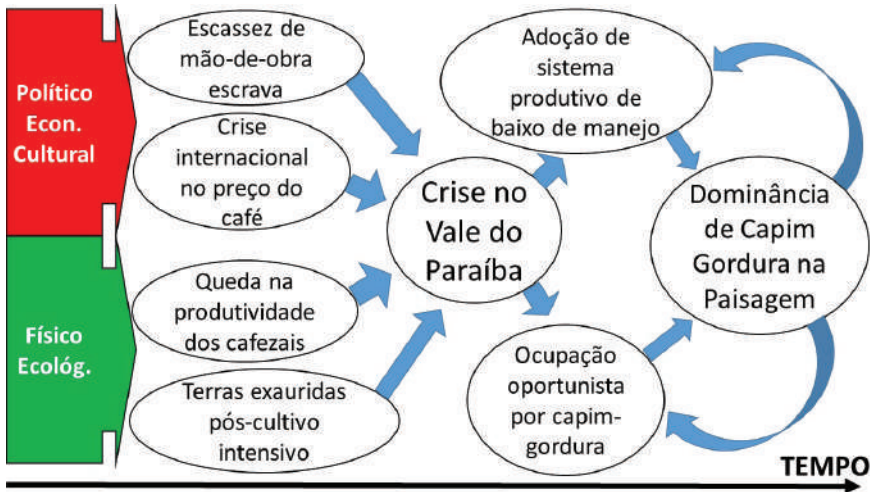 Político
Econ.
Cultural
Físico
Ecológ.
Escassez de
mão-de-obra
escrava
Crise
internacional
no preço do
café
Queda na
produtividade
dos cafezais
Terras exauridas
pós-cultivo
intensivo
Crise no
Vale do
Paraíba
Adoção de
sistema
produtivo de
baixo de manejo
Ocupação
oportunista
por capim-
gordura
Dominância
de Capim
Gordura na
Paisagem
TEMPO